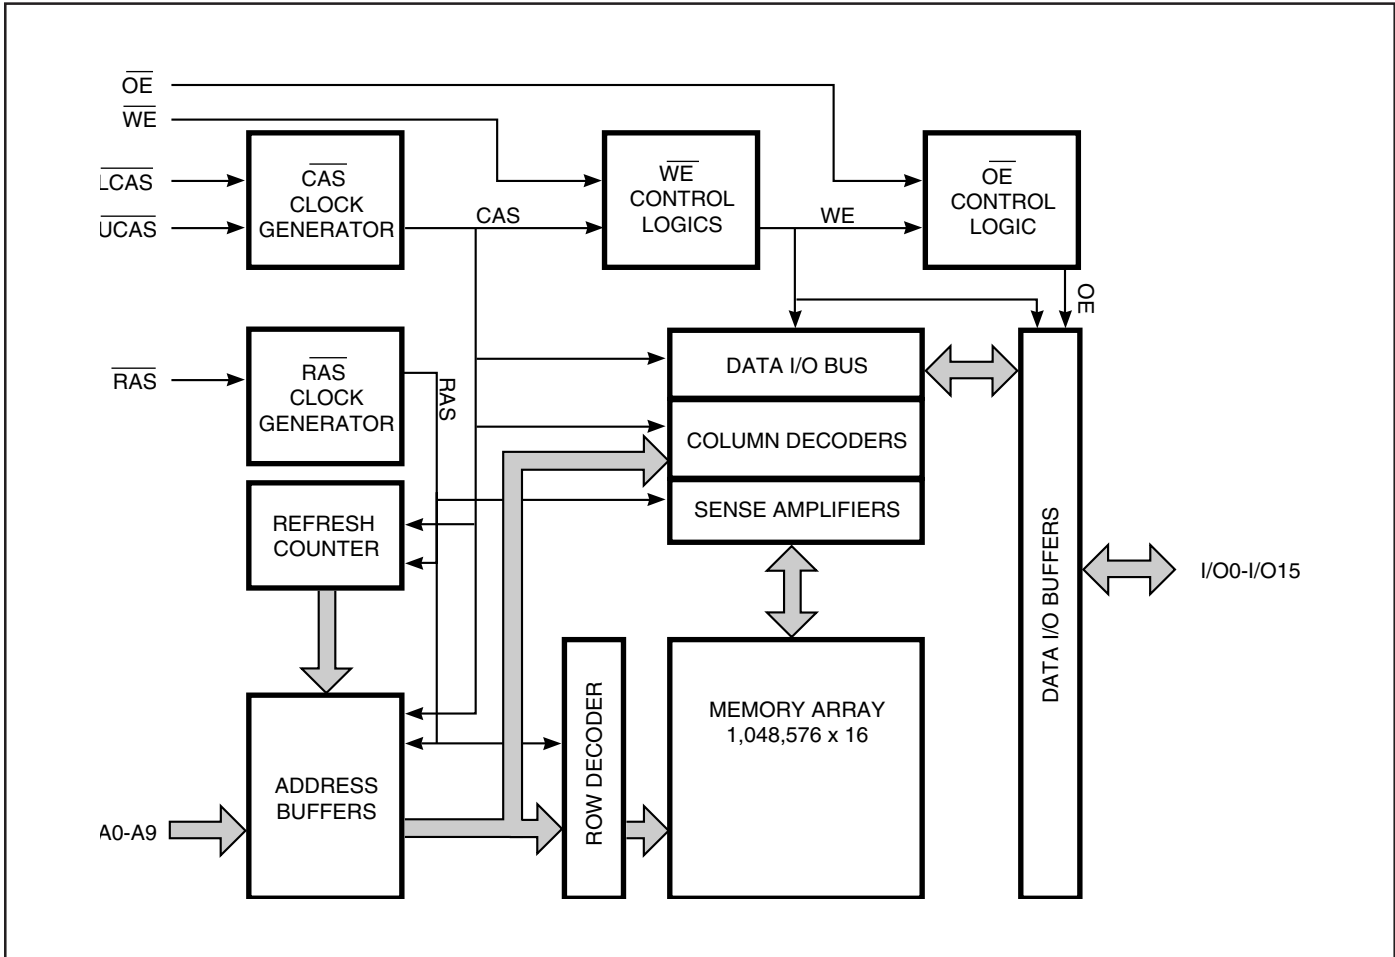 OE
WE
LCAS
UCAS
CAS
CLOCK
GENERATOR
CAS
WE
CONTROL
LOGICS
WE
OE
CONTROL
LOGIC
OE
RAS
RAS
CLOCK
GENERATOR
RAS
DATA I/O BUS
COLUMN DECODERS
SENSE AMPLIFIERS
REFRESH
COUNTER
DATA I/O BUFFERS
I/O0-I/O15
MEMORY ARRAY
1,048,576 x 16
ROW DECODER
ADDRESS
BUFFERS
A0-A9